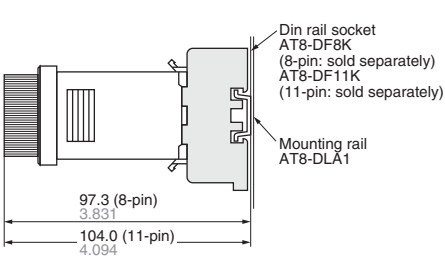 Din rail socket
AT8-DF8K
(8-pin: sold separately)
AT8-DF11K
(11-pin: sold separately)
Mounting rail
AT8-DLA1
97.3 (8-pin)
3.831
104.0 (11-pin)
4.094